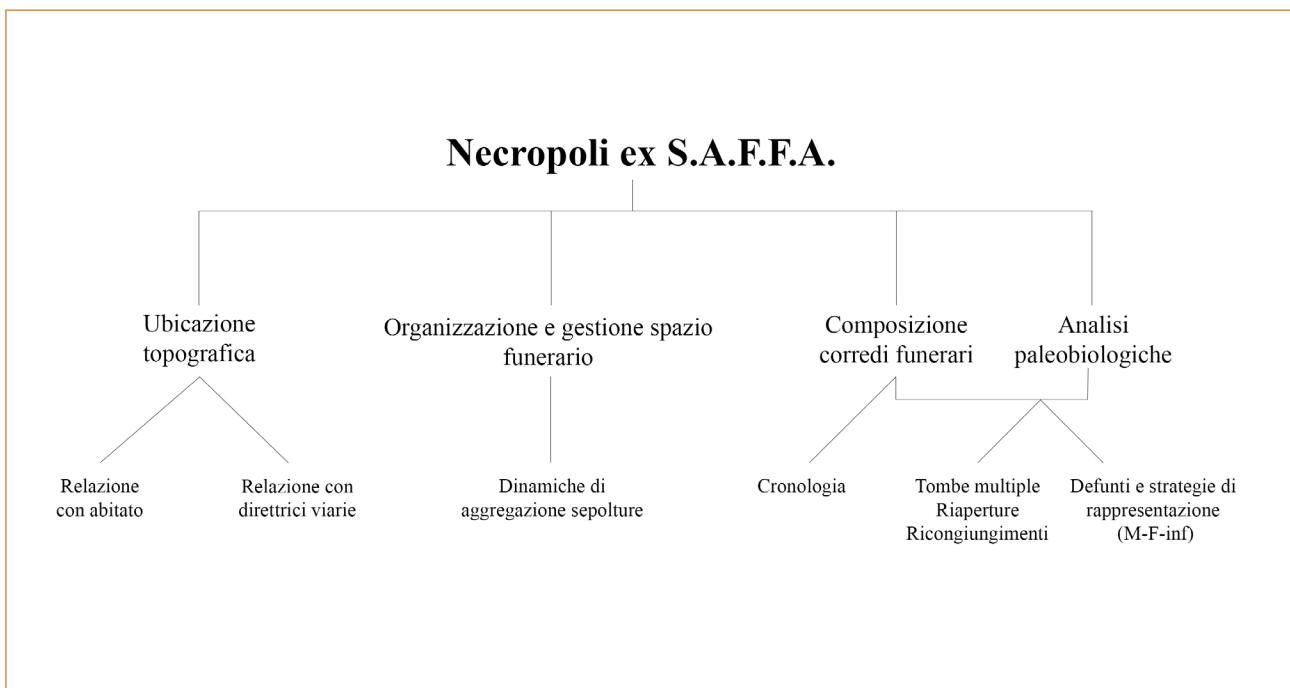 Necropoli ex S.A.F.F.A.
Ubicazione
topografica
Organizzazione e gestione spazio
funerario
Composizione
corredi funerari
Analisi
paleobiologiche
Relazione
con abitato
Relazione con
direttrici viarie
Dinamiche di
aggregazione sepolture
Cronologia
Tombe multiple
Riaperture
Ricongiungimenti
Defunti e strategie di
rappresentazione
(M-F-inf)